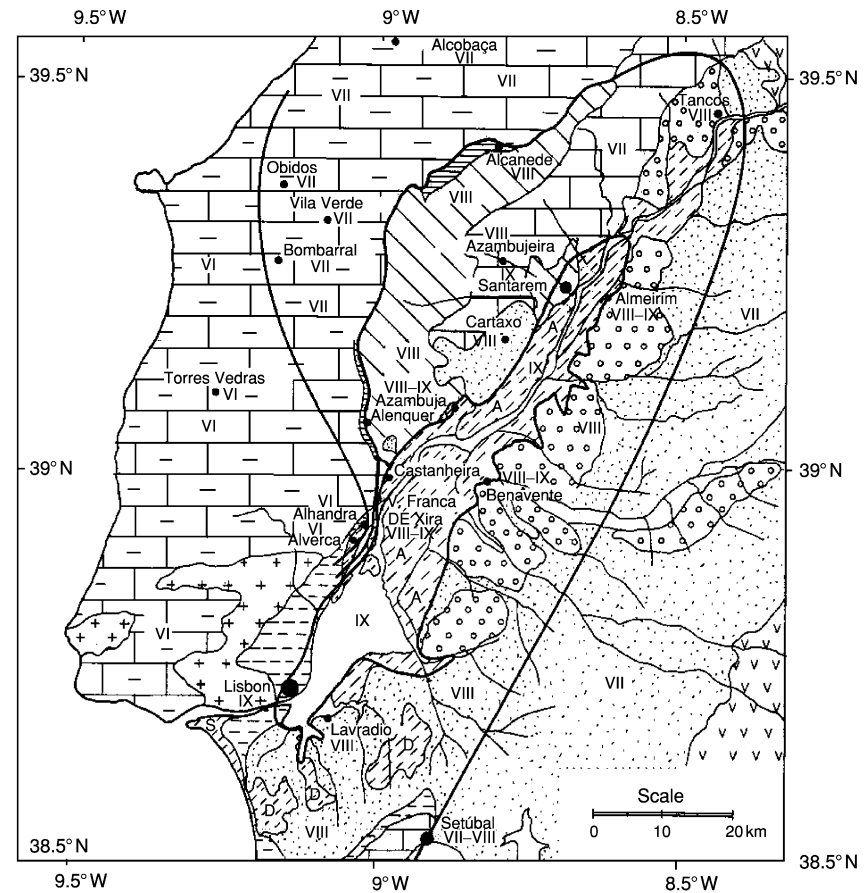 9.5°W
9°W
8.5°W
39.5°N
39.5°N
Alcobaça
VII
VII
VII
Tancos
VIII
Alcanede
VIII
VII
Obidos
VII
VIII
Vila Verde
VII
VIII
Azambujeira
IX
Bombarral
VII
VI
Santarem
Almeirim
VIII–IX
VII
VII
Cartaxo
VIII
A
VIII
IX
Torres Vedras
VI
VIII–IX
Azambuja
Alenquer
A
VI
VIII
39°N
39°N
Castanheira
VIII–IX
Benavente
VI
V. Franca
DE Xira
VIII–IX
Alhandra
VI
Alverca
A
A
IX
VI
Lisbon
IX
VIII
VII
S
Lavradio
VIII
D
D
D
VIII
Scale
0 10 20 km
Setúbal
VII–VIII
38.5°N
38.5°N
9.5°W
9°W
8.5°W